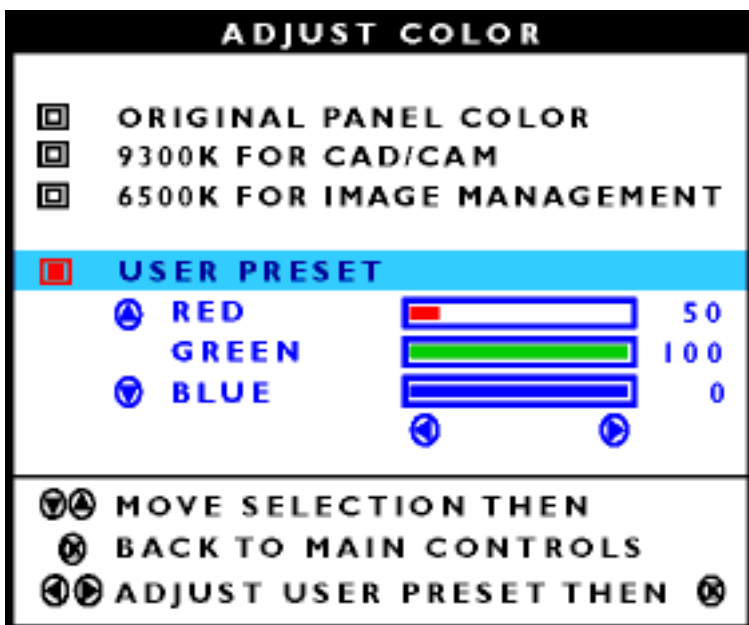 ADJUST COLOR
ORIGINAL PANEL COLOR
9300K FOR CAD/CAM
6500K FOR IMAGE MANAGEMENT
USER PRESET
RED 50
GREEN 100
BLUE 0
MOVE SELECTION THEN
BACK TO MAIN CONTROLS
ADJUST USER PRESET THEN